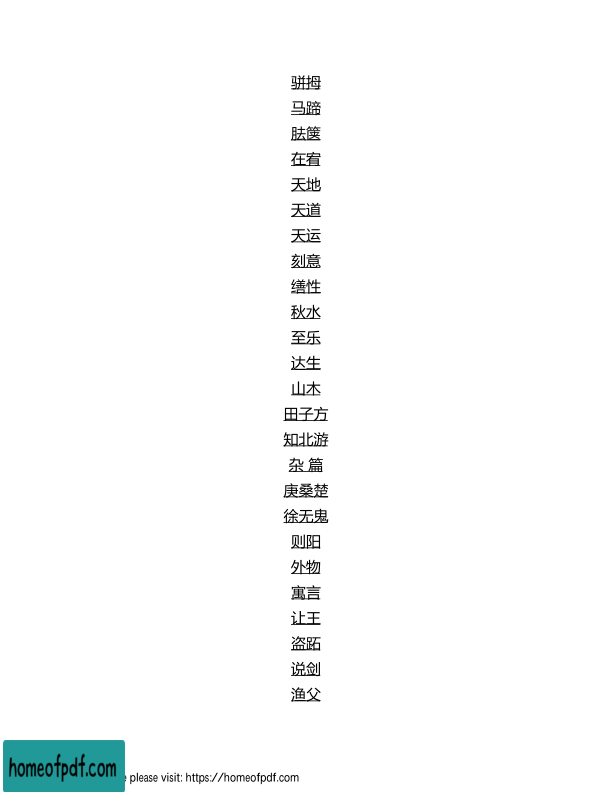 骈拇
马蹄
胠箧
在宥
天地
天道
天运
刻意
缮性
秋水
至乐
达生
山木
田子方
知北游
杂 篇
庚桑楚
徐无鬼
则阳
外物
寓言
让王
盗跖
说剑
渔父
homeofpdf.com
please visit: https://homeofpdf.com